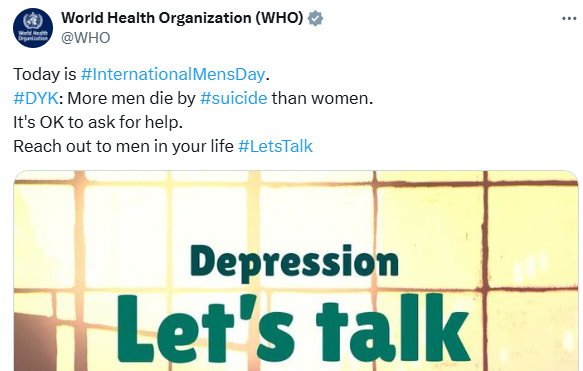 World Health Organization (WHO)
@WHO
Today is #InternationalMensDay.
#DYK: More men die by #suicide than women.
It's OK to ask for help.
Reach out to men in your life #LetsTalk
Depression
Let's talk